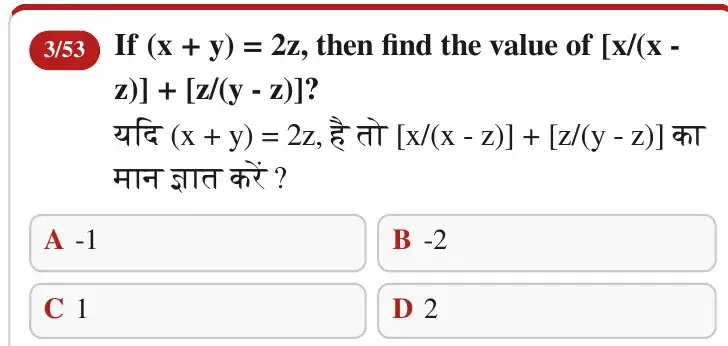 3/53 If (x + y) = 2z, then find the value of [x/(x -
z)] + [z/(y - z)]?
यदि (x + y) = 2z, है तो [x/(x - z)] + [z/(y - z)] का
मान ज्ञात करें ?
A -1 B -2
C 1 D 2